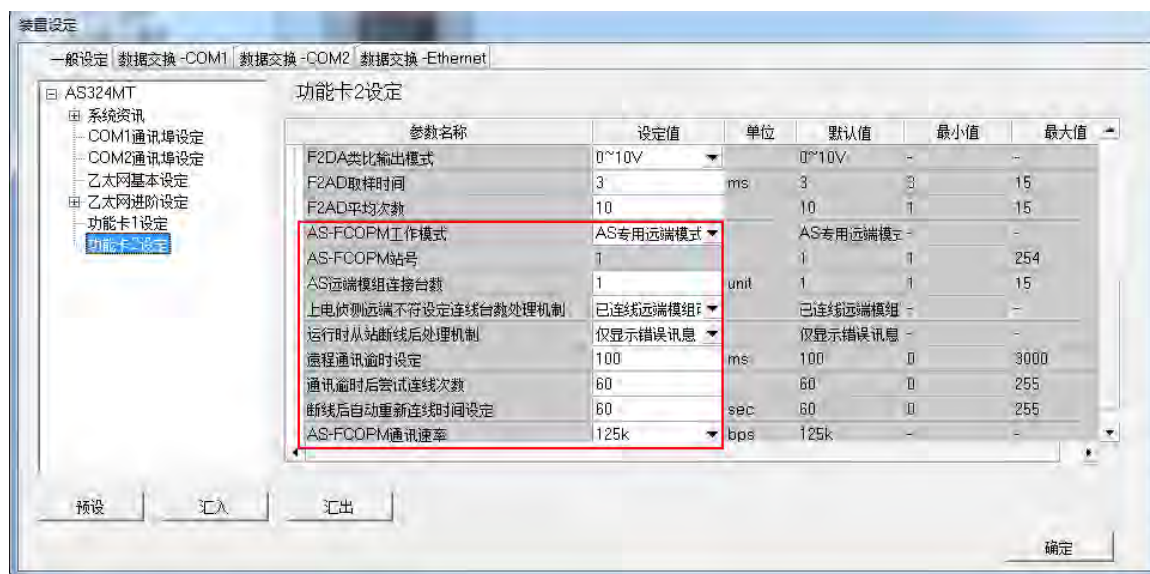 装置设定
一般设定 数据交换 -COM1 数据交换 -COM2 数据交换 -Ethernet
AS324MT
系统资讯
COM1通讯埠设定
COM2通讯埠设定
乙太网基本设定
乙太网进阶设定
功能卡1设定
功能卡2设定
功能卡2设定
参数名称 设定值 单位 默认值 最小值 最大值
F2DA类比输出模式 0~10V 0~10V - -
F2AD取样时间 3 ms 3 3 15
F2AD平均次数 10 10 1 15
AS-FCOPM工作模式 AS专用远端模式 AS专用远端模式 - -
AS-FCOPM站号 1 1 1 254
AS远端模组连接台数 1 unit 1 1 15
上电侦测远端不符设定连线台数处理机制 已连线远端模组 已连线远端模组 - -
运行时从站断线后处理机制 仅显示错误讯息 仅显示错误讯息 - -
远程通讯逾时设定 100 ms 100 0 3000
通讯逾时后尝试连线次数 60 60 0 255
断线后自动重新连线时间设定 60 sec 60 0 255
AS-FCOPM通讯速率 125k bps 125k - -
预设 汇入 汇出
确定